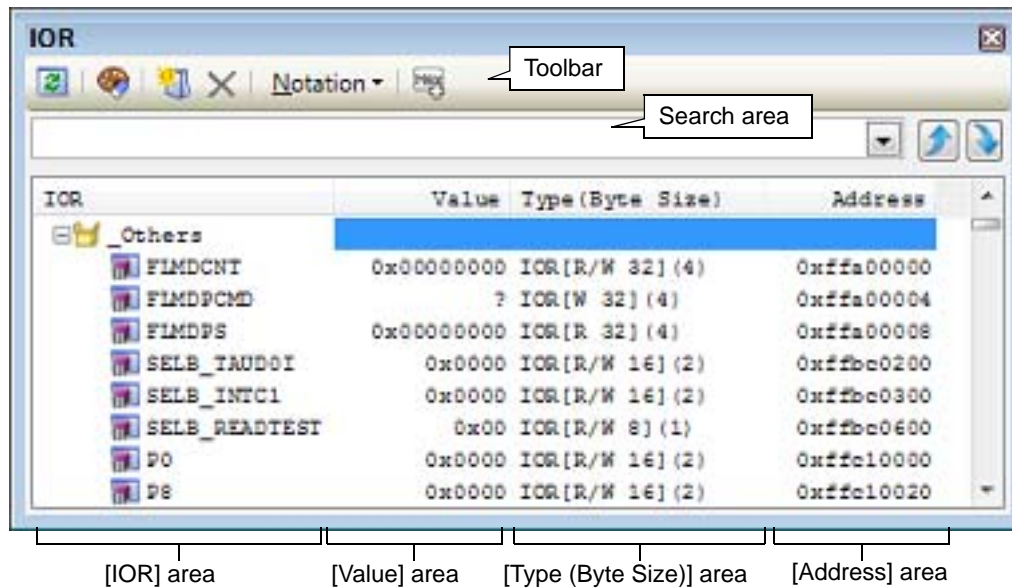 IOR
Notation
Toolbar
Search area
IOR Value Type(Byte Size) Address
_Others
FLMDCNT 0x00000000 IOR[R/W 32](4) 0xffa00000
FLMDPCMD ? IOR[W 32](4) 0xffa00004
FLMDPS 0x00000000 IOR[R 32](4) 0xffa00008
SELB_TAUD0I 0x0000 IOR[R/W 16](2) 0xffbc0200
SELB_INTC1 0x0000 IOR[R/W 16](2) 0xffbc0300
SELB_READTEST 0x00 IOR[R/W 8](1) 0xffbc0600
P0 0x0000 IOR[R/W 16](2) 0xffc10000
P8 0x0000 IOR[R/W 16](2) 0xffc10020
[IOR] area [Value] area [Type (Byte Size)] area [Address] area